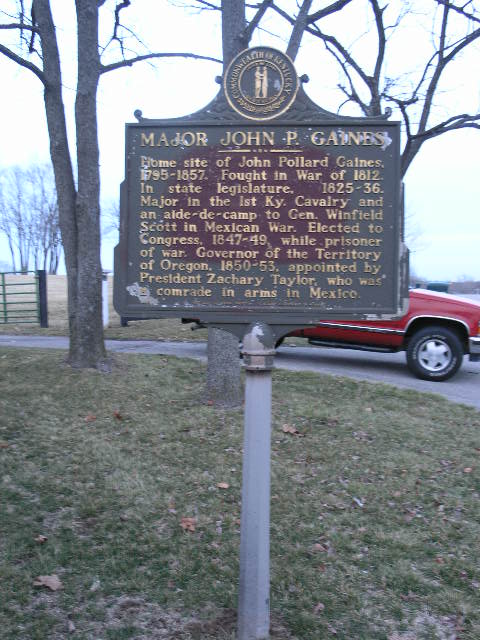 COMMONWEALTH OF KENTUCKY
MAJOR JOHN P. GAINES
Home site of John Pollard Gaines,
1795-1857. Fought in War of 1812.
In state legislature, 1825-36.
Major in the 1st Ky. Cavalry and
an aide-de-camp to Gen. Winfield
Scott in Mexican War. Elected to
Congress, 1847-49, while prisoner
of war. Governor of the Territory
of Oregon, 1850-53, appointed by
President Zachary Taylor, who was
a comrade in arms in Mexico.